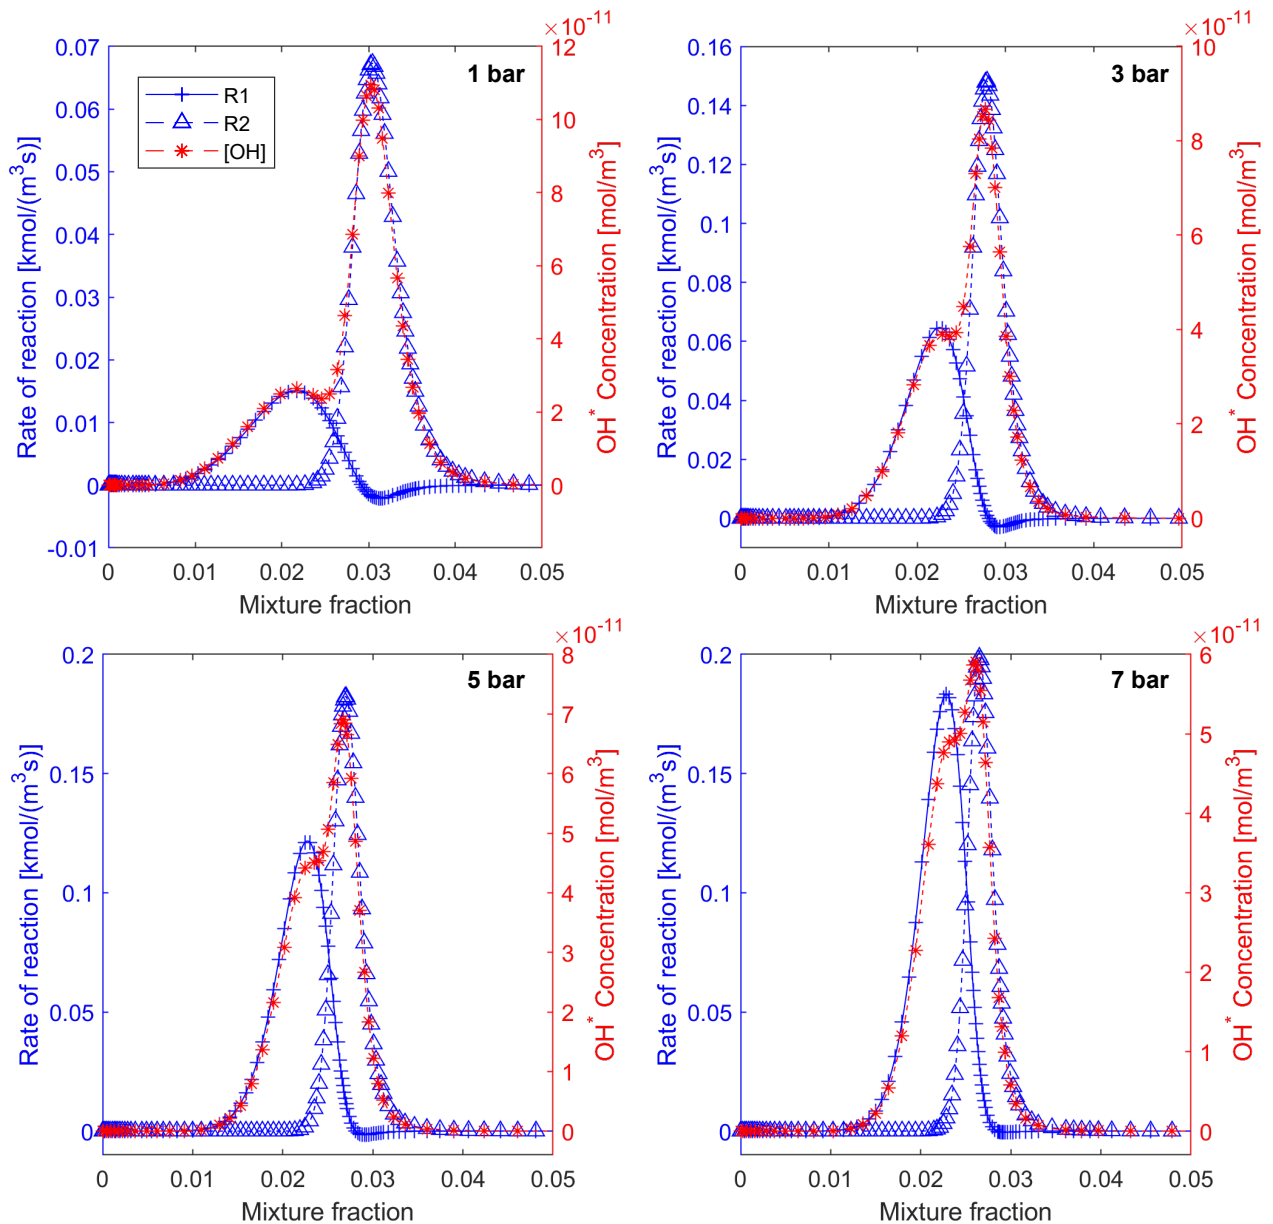 ×10⁻¹¹
1 bar
R1
R2
[OH]
0.07
0.06
0.05
0.04
0.03
0.02
0.01
0
-0.01
12
10
8
6
4
2
0
Rate of reaction [kmol/(m³s)]
OH* Concentration [mol/m³]
0 0.01 0.02 0.03 0.04 0.05
Mixture fraction
×10⁻¹¹
3 bar
0.16
0.14
0.12
0.1
0.08
0.06
0.04
0.02
0
10
8
6
4
2
0
Rate of reaction [kmol/(m³s)]
OH* Concentration [mol/m³]
0 0.01 0.02 0.03 0.04 0.05
Mixture fraction
×10⁻¹¹
5 bar
0.2
0.15
0.1
0.05
0
8
7
6
5
4
3
2
1
0
Rate of reaction [kmol/(m³s)]
OH* Concentration [mol/m³]
0 0.01 0.02 0.03 0.04 0.05
Mixture fraction
×10⁻¹¹
7 bar
0.2
0.15
0.1
0.05
0
6
5
4
3
2
1
0
Rate of reaction [kmol/(m³s)]
OH* Concentration [mol/m³]
0 0.01 0.02 0.03 0.04 0.05
Mixture fraction